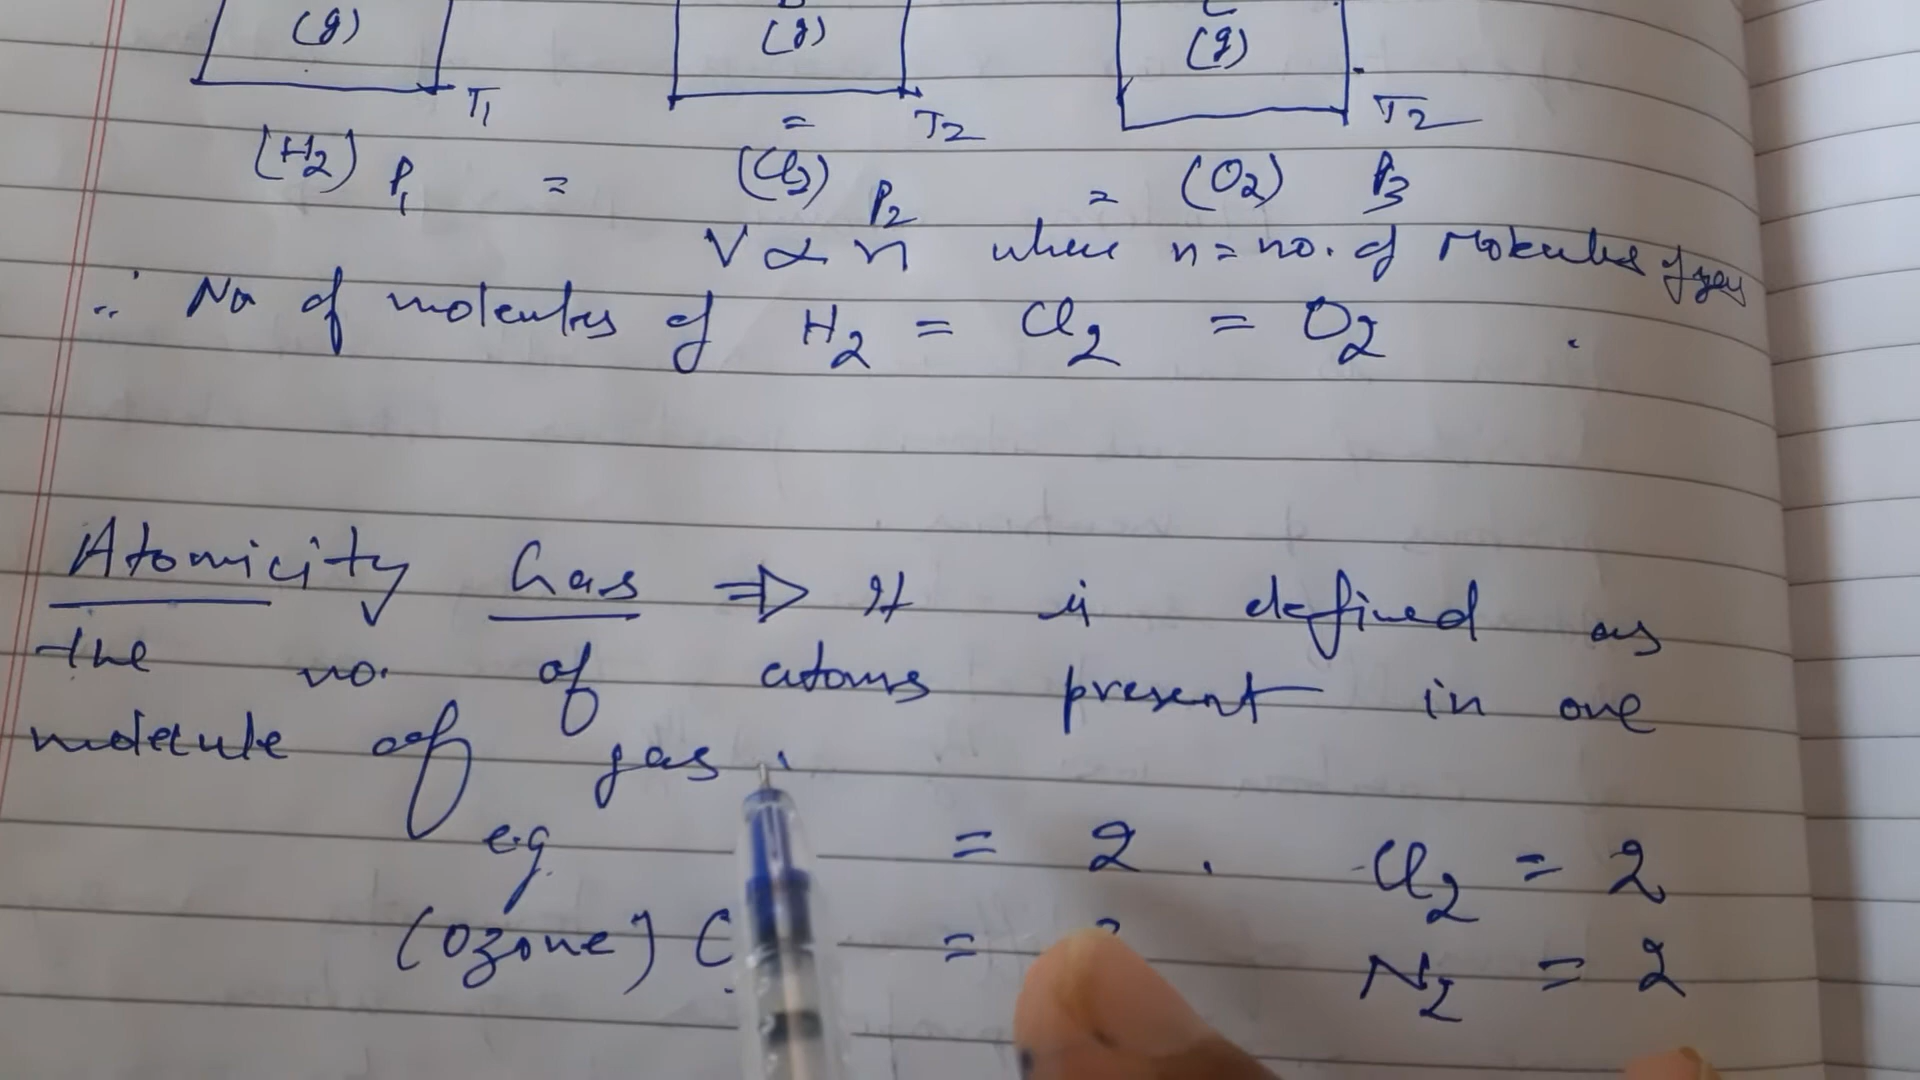 (g) (g) (g)
T1 T2 T2
(H2) P1 = (Cl2) P2 = (O2) P3
V ∝ n where n = no. of Molecules of gas
∴ No of molecules of H2 = Cl2 = O2
Atomicity Gas ⇒ It is defined as
the no. of atoms present in one
molecule of gas.
e.g = 2. Cl2 = 2
(Ozone) = N2 = 2